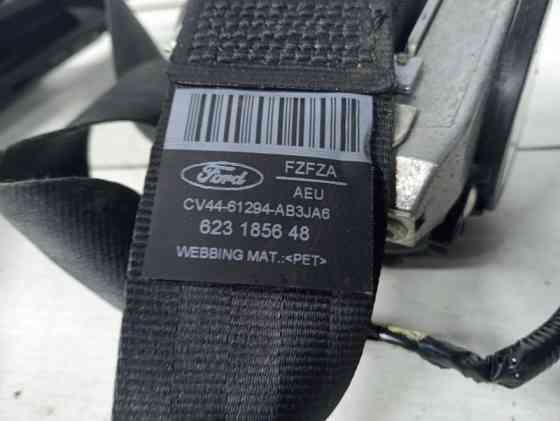 Ford
FZFZA
AEU
CV44-61294-AB3JA6
623 1856 48
WEBBING MAT.:<PET>